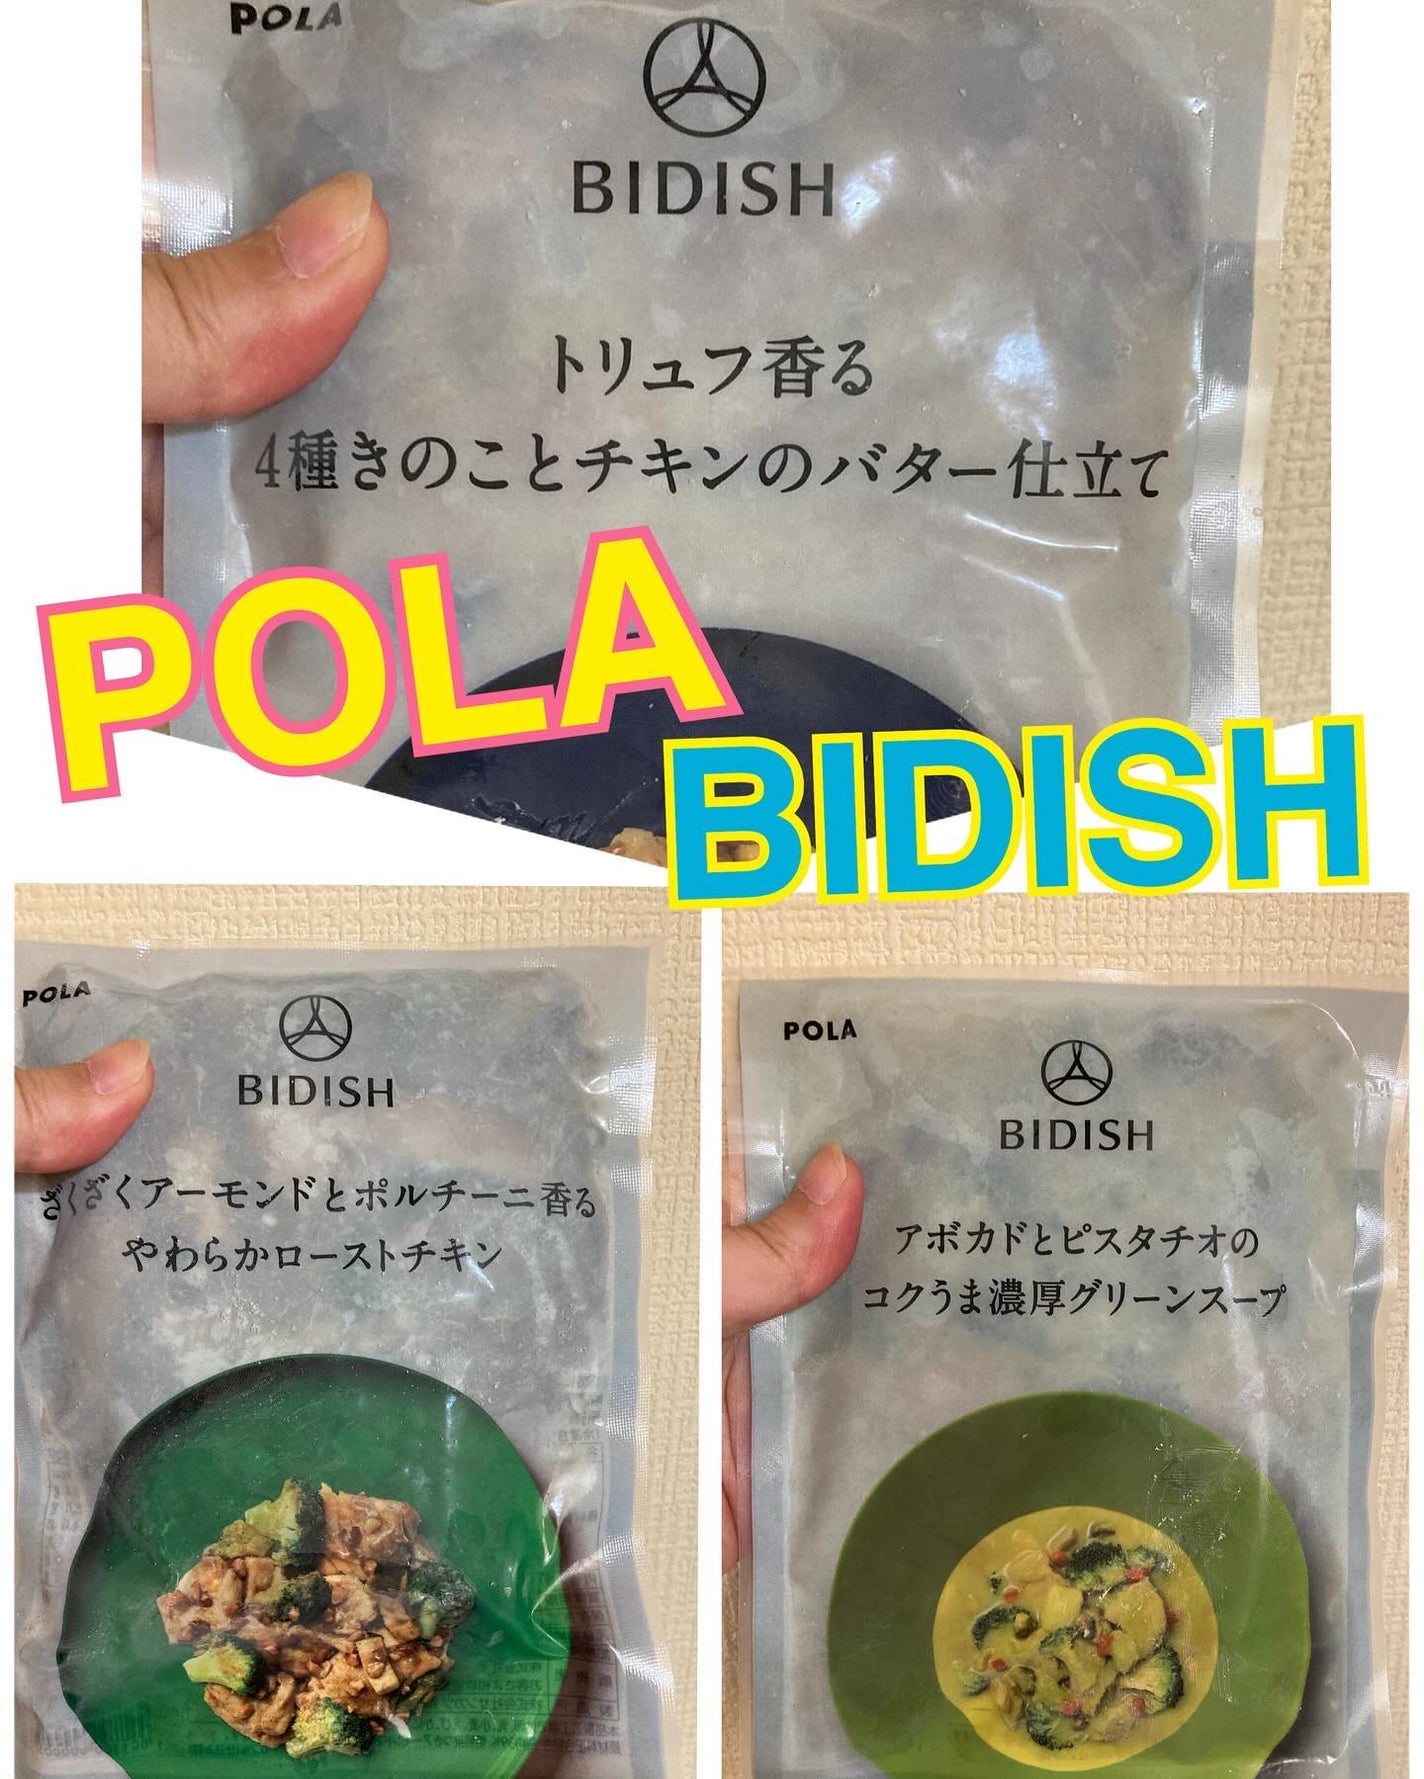 POLA
BIDISH
トリュフ香る
4種きのことチキンのバター仕立て
POLA
BIDISH
POLA
BIDISH
ざくざくアーモンドとポルチーニ香る
やわらかローストチキン
POLA
BIDISH
アボカドとピスタチオの
コクうま濃厚グリーンスープ